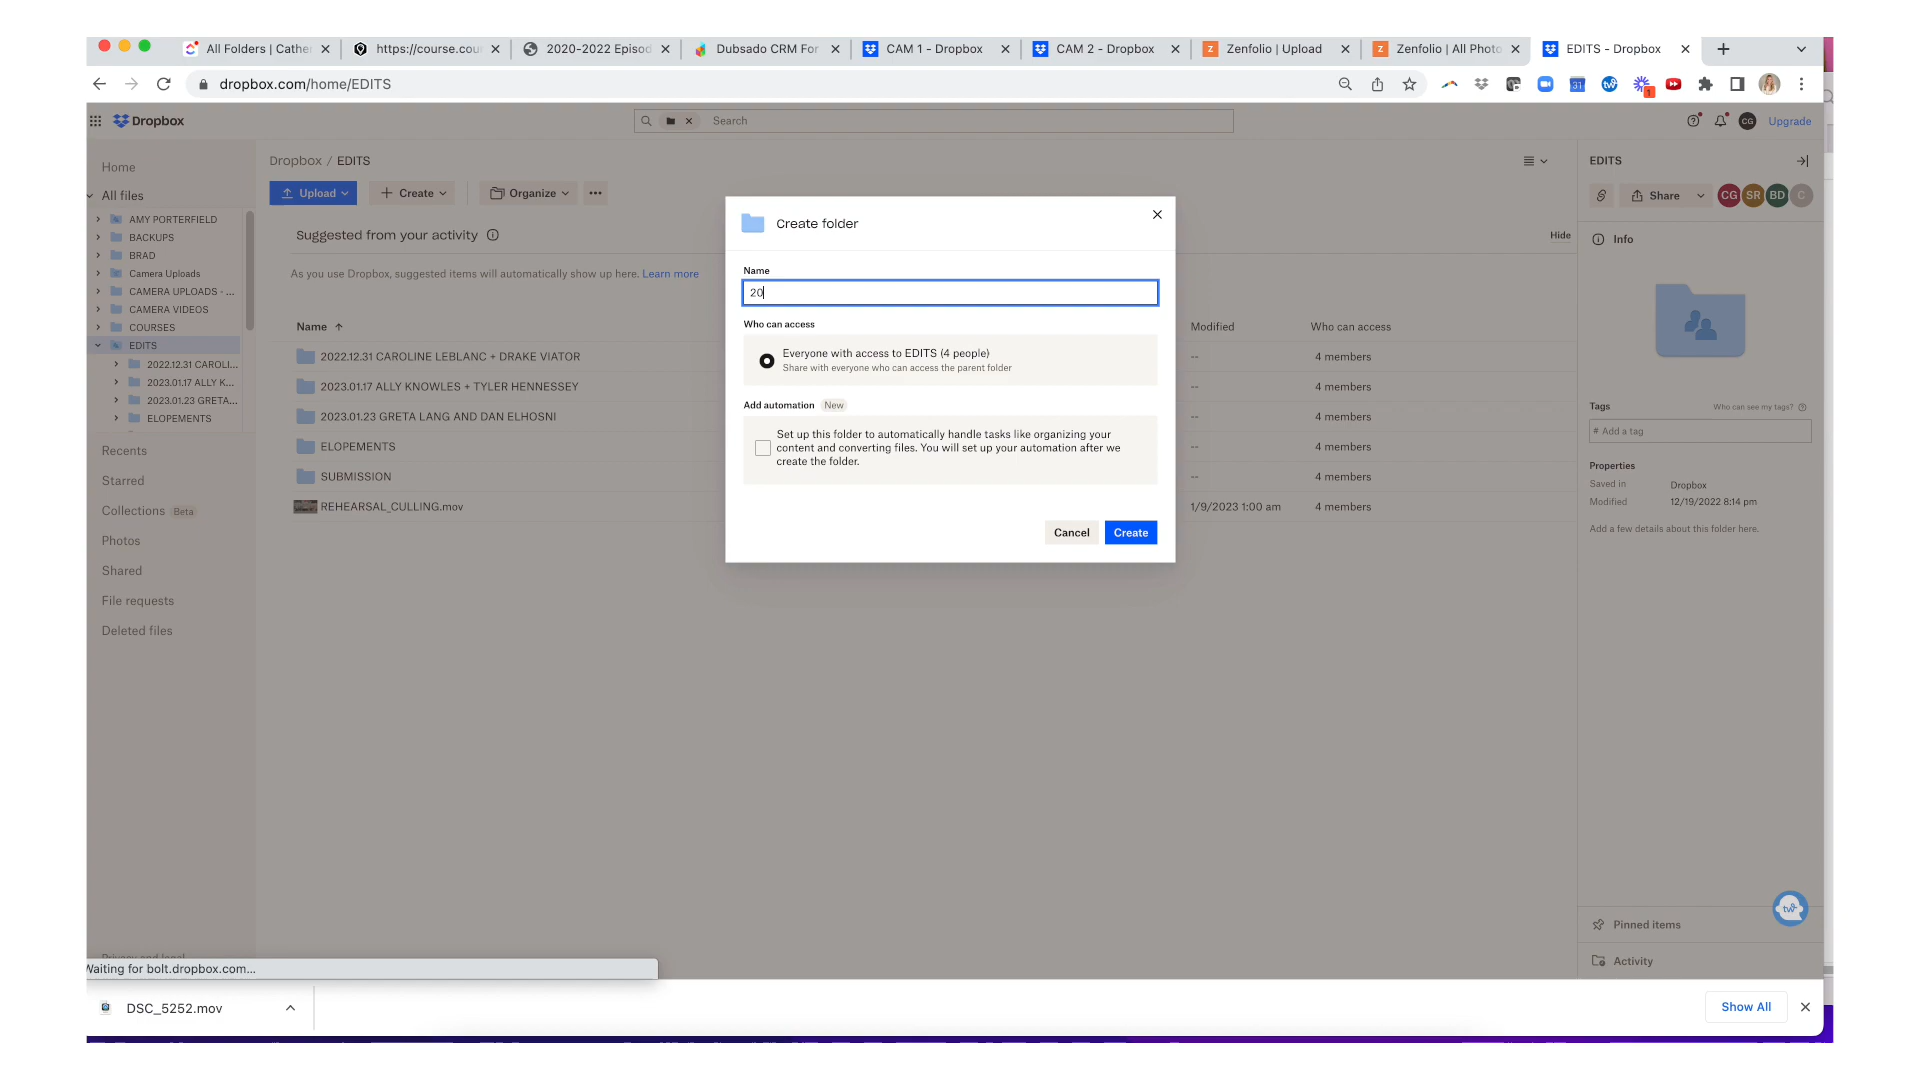 All Folders | Cathe
https://course.cou
2020-2022 Episod
Dubsado CRM For
CAM 1 - Dropbox
CAM 2 - Dropbox
Zenfolio | Upload
Zenfolio | All Photo
EDITS - Dropbox
dropbox.com/home/EDITS
31
1
Dropbox
Search
CG
Upgrade
Home
All files
AMY PORTERFIELD
BACKUPS
BRAD
Camera Uploads
CAMERA UPLOADS - ...
CAMERA VIDEOS
COURSES
EDITS
2022.12.31 CAROLI...
2023.01.17 ALLY K...
2023.01.23 GRETA...
ELOPEMENTS
Recents
Starred
Collections Beta
Photos
Shared
File requests
Deleted files
Privacy and legal
Dropbox / EDITS
Upload
Create
Organize
Suggested from your activity
Hide
As you use Dropbox, suggested items will automatically show up here. Learn more
Name
Modified
Who can access
2022.12.31 CAROLINE LEBLANC + DRAKE VIATOR -- 4 members
2023.01.17 ALLY KNOWLES + TYLER HENNESSEY -- 4 members
2023.01.23 GRETA LANG AND DAN ELHOSNI -- 4 members
ELOPEMENTS -- 4 members
SUBMISSION -- 4 members
REHEARSAL_CULLING.mov 1/9/2023 1:00 am 4 members
Create folder
Name
20
Who can access
Everyone with access to EDITS (4 people)
Share with everyone who can access the parent folder
Add automation New
Set up this folder to automatically handle tasks like organizing your
content and converting files. You will set up your automation after we
create the folder.
Cancel
Create
EDITS
Share
CG SR BD C
Info
Tags
Who can see my tags?
# Add a tag
Properties
Saved in Dropbox
Modified 12/19/2022 8:14 pm
Add a few details about this folder here.
tw
Pinned items
Activity
Waiting for bolt.dropbox.com...
DSC_5252.mov
Show All